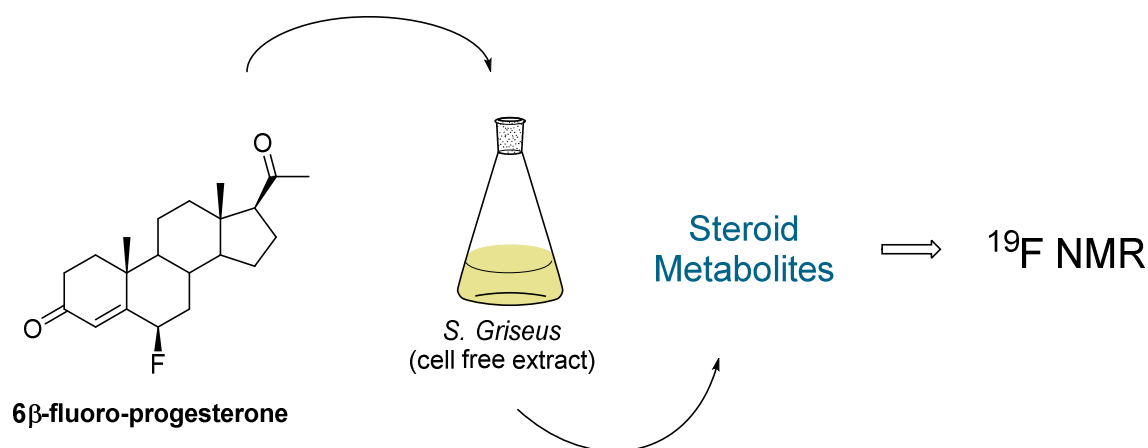 O
O
F
6β-fluoro-progesterone
S. Griseus
(cell free extract)
Steroid
Metabolites
¹⁹F NMR